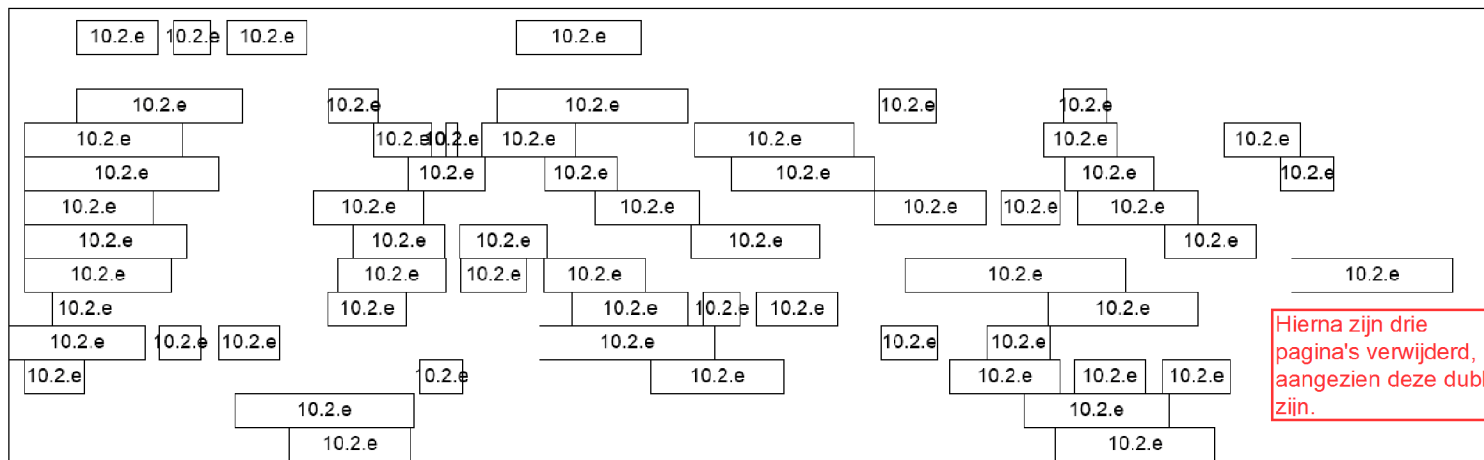 10.2.e 10.2.e 10.2.e 10.2.e
10.2.e 10.2.e 10.2.e 10.2.e 10.2.e
10.2.e 10.2.e 10.2.e 10.2.e 10.2.e 10.2.e 10.2.e
10.2.e 10.2.e 10.2.e 10.2.e 10.2.e 10.2.e
10.2.e 10.2.e 10.2.e 10.2.e 10.2.e 10.2.e
10.2.e 10.2.e 10.2.e 10.2.e 10.2.e
10.2.e 10.2.e 10.2.e 10.2.e 10.2.e 10.2.e
10.2.e 10.2.e 10.2.e 10.2.e 10.2.e 10.2.e
10.2.e 10.2.e 10.2.e 10.2.e 10.2.e 10.2.e
10.2.e 10.2.e 10.2.e 10.2.e 10.2.e 10.2.e
10.2.e 10.2.e
10.2.e 10.2.e
Hierna zijn drie
pagina's verwijderd,
aangezien deze dubl
zijn.